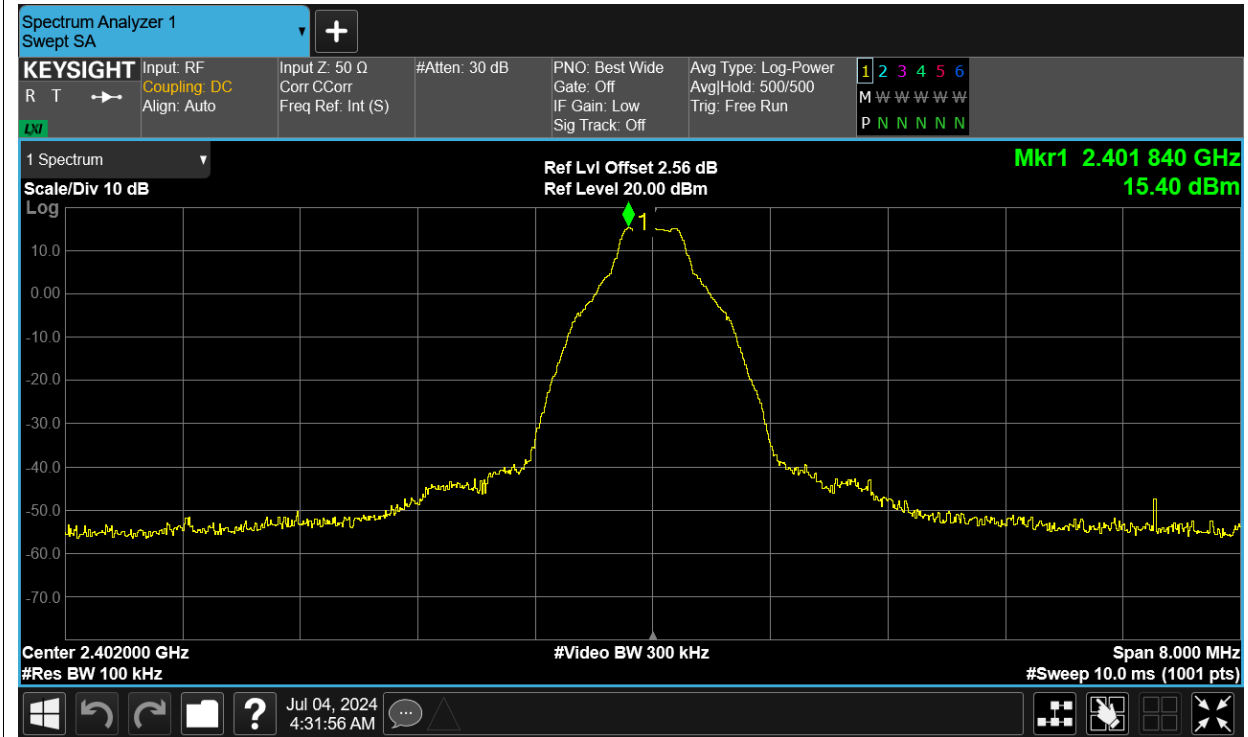 Spectrum Analyzer 1
Swept SA
KEYSIGHT
R T
LXI
Input: RF
Coupling: DC
Align: Auto
Input Z: 50 Ω
Corr CCorr
Freq Ref: Int (S)
#Atten: 30 dB
PNO: Best Wide
Gate: Off
IF Gain: Low
Sig Track: Off
Avg Type: Log-Power
Avg|Hold: 500/500
Trig: Free Run
1 2 3 4 5 6
M W W W W W W
P N N N N N N
1 Spectrum
Scale/Div 10 dB
Log
Ref Lvl Offset 2.56 dB
Ref Level 20.00 dBm
Mkr1 2.401 840 GHz
15.40 dBm
1
10.0
0.00
-10.0
-20.0
-30.0
-40.0
-50.0
-60.0
-70.0
Center 2.402000 GHz
#Video BW 300 kHz
Span 8.000 MHz
#Res BW 100 kHz
#Sweep 10.0 ms (1001 pts)
?
Jul 04, 2024
4:31:56 AM